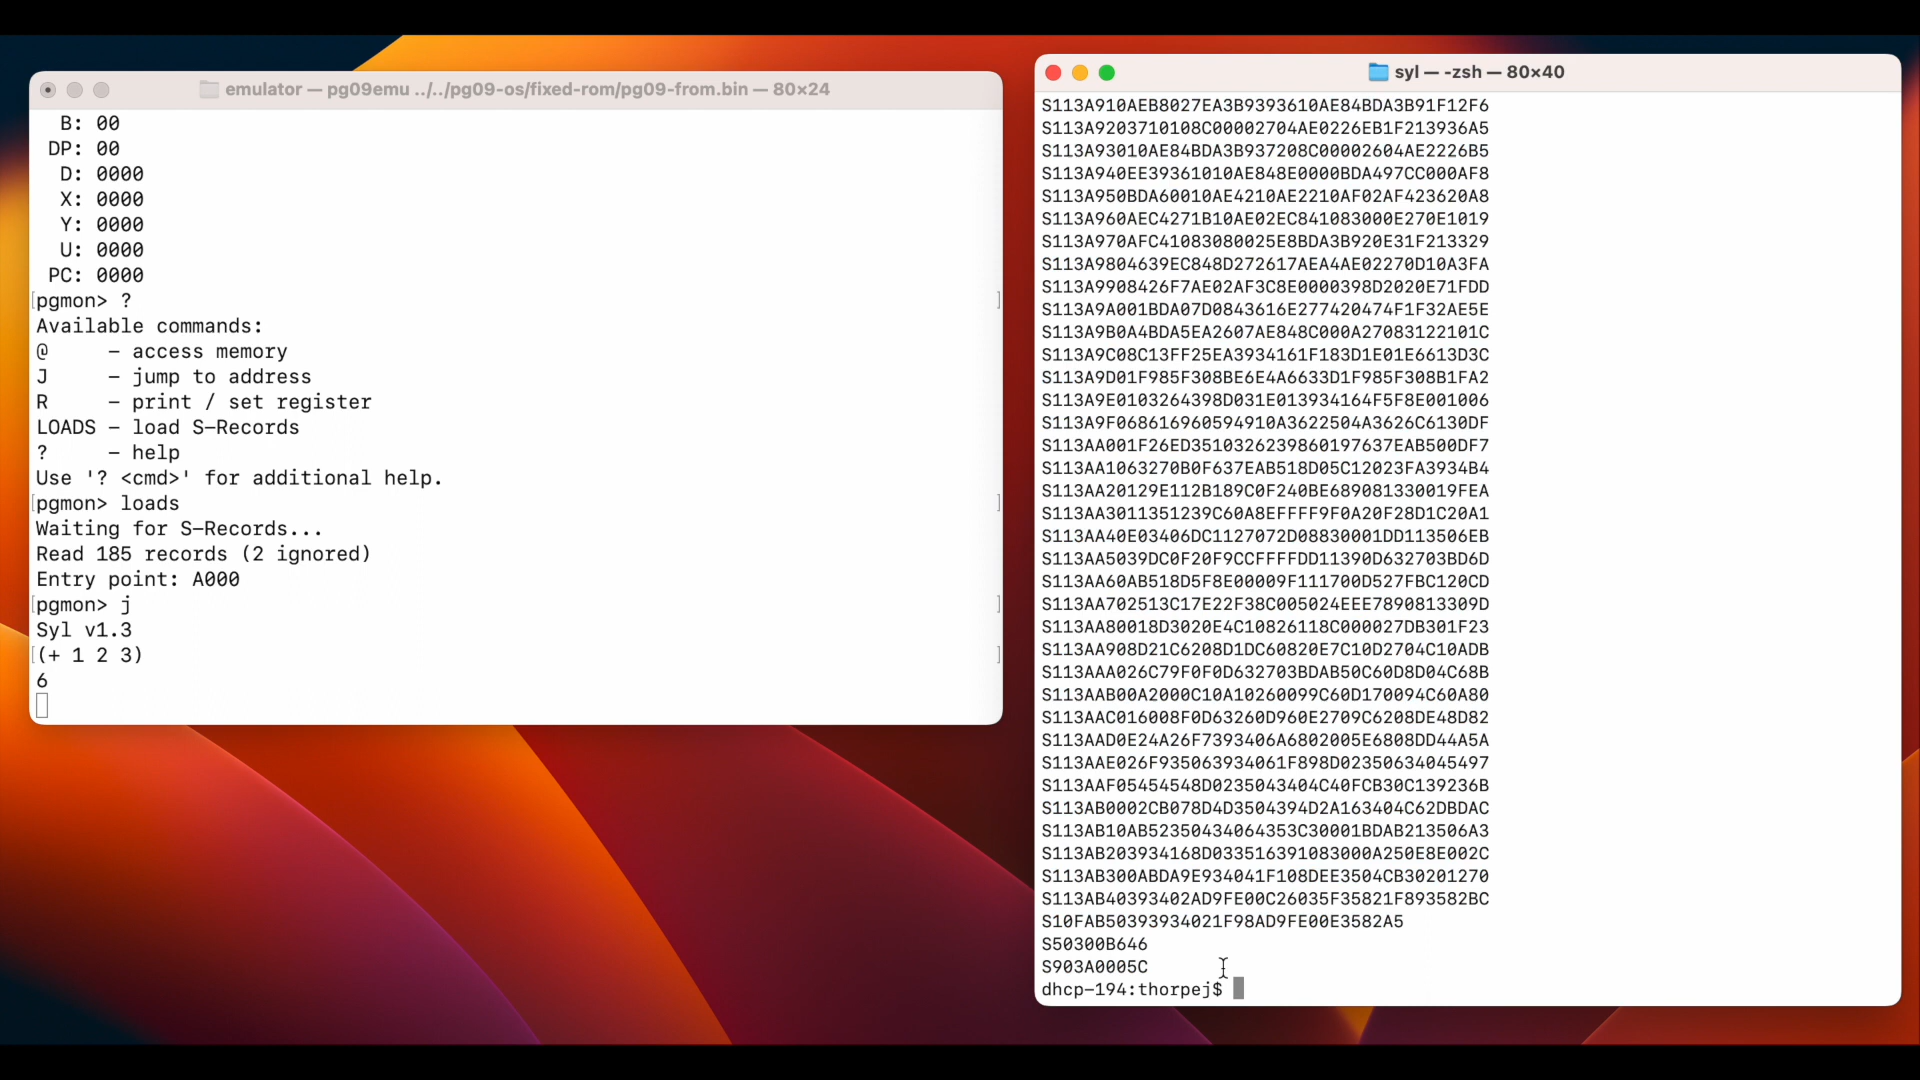 emulator — pg09emu ../../pg09-os/fixed-rom/pg09-from.bin — 80×24
B: 00
DP: 00
D: 0000
X: 0000
Y: 0000
U: 0000
PC: 0000
[pgmon> ? ]
Available commands:
@ – access memory
J – jump to address
R – print / set register
LOADS – load S-Records
? – help
Use '? <cmd>' for additional help.
[pgmon> loads ]
Waiting for S-Records...
Read 185 records (2 ignored)
Entry point: A000
[pgmon> j ]
Syl v1.3
[(+ 1 2 3) ]
6
syl — -zsh — 80×40
S113A910AEB8027EA3B9393610AE84BDA3B91F12F6
S113A9203710108C00002704AE0226EB1F213936A5
S113A93010AE84BDA3B937208C00002604AE2226B5
S113A940EE39361010AE848E0000BDA497CC000AF8
S113A950BDA60010AE4210AE2210AF02AF423620A8
S113A960AEC4271B10AE02EC841083000E270E1019
S113A970AFC41083080025E8BDA3B920E31F213329
S113A9804639EC848D272617AEA4AE02270D10A3FA
S113A9908426F7AE02AF3C8E0000398D2020E71FDD
S113A9A001BDA07D0843616E277420474F1F32AE5E
S113A9B0A4BDA5EA2607AE848C000A27083122101C
S113A9C08C13FF25EA3934161F183D1E01E6613D3C
S113A9D01F985F308BE6E4A6633D1F985F308B1FA2
S113A9E0103264398D031E013934164F5F8E001006
S113A9F068616960594910A3622504A3626C6130DF
S113AA001F26ED3510326239860197637EAB500DF7
S113AA1063270B0F637EAB518D05C12023FA3934B4
S113AA20129E112B189C0F240BE689081330019FEA
S113AA3011351239C60A8EFFFF9F0A20F28D1C20A1
S113AA40E03406DC1127072D08830001DD113506EB
S113AA5039DC0F20F9CCFFFFDD11390D632703BD6D
S113AA60AB518D5F8E00009F111700D527FBC120CD
S113AA702513C17E22F38C005024EEE7890813309D
S113AA80018D3020E4C10826118C000027DB301F23
S113AA908D21C6208D1DC60820E7C10D2704C10ADB
S113AAA026C79F0F0D632703BDAB50C60D8D04C68B
S113AAB00A2000C10A10260099C60D170094C60A80
S113AAC016008F0D63260D960E2709C6208DE48D82
S113AAD0E24A26F7393406A6802005E6808DD44A5A
S113AAE026F935063934061F898D02350634045497
S113AAF05454548D0235043404C40FCB30C139236B
S113AB0002CB078D4D3504394D2A163404C62DBDAC
S113AB10AB52350434064353C30001BDAB213506A3
S113AB203934168D033516391083000A250E8E002C
S113AB300ABDA9E934041F108DEE3504CB30201270
S113AB40393402AD9FE00C26035F35821F893582BC
S10FAB50393934021F98AD9FE00E3582A5
S50300B646
S903A0005C
dhcp-194:thorpej$